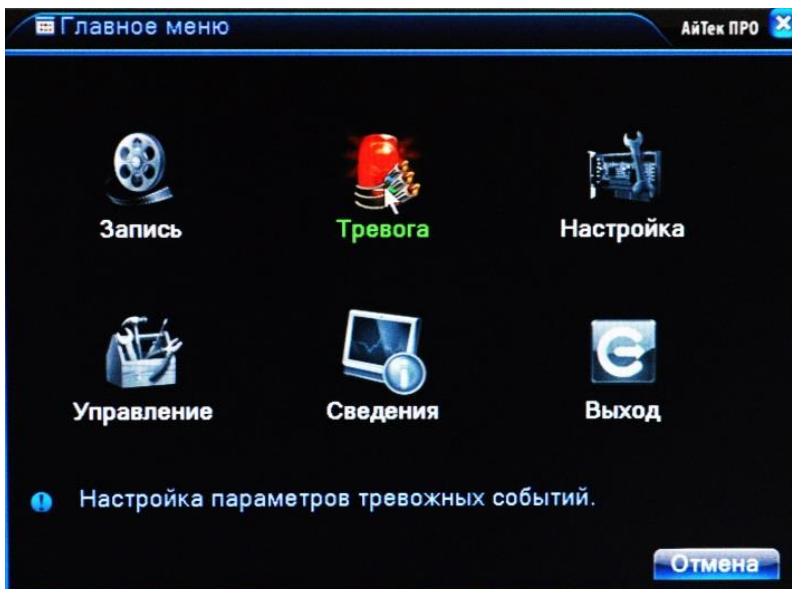 Главное меню
АйТек ПРО
Запись
Тревога
Настройка
Управление
Сведения
Выход
Настройка параметров тревожных событий.
Отмена